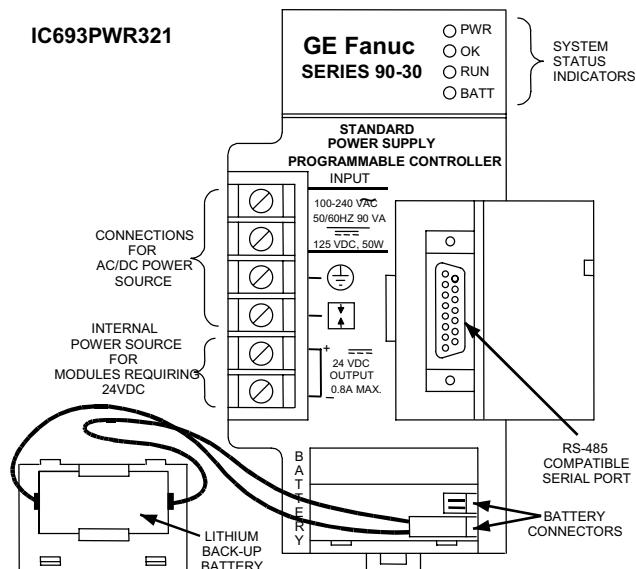 IC693PWR321
GE Fanuc
SERIES 90-30
PWR
OK
RUN
BATT
SYSTEM
STATUS
INDICATORS
STANDARD
POWER SUPPLY
PROGRAMMABLE CONTROLLER
INPUT
100-240 VAC
50/60HZ 90 VA
125 VDC, 50W
CONNECTIONS
FOR
AC/DC POWER
SOURCE
INTERNAL
POWER SOURCE
FOR
MODULES REQUIRING
24VDC
+
24 VDC
OUTPUT
0.8A MAX.
–
RS-485
COMPATIBLE
SERIAL PORT
BATTERY
BATTERY
CONNECTORS
LITHIUM
BACK-UP
BATTERY